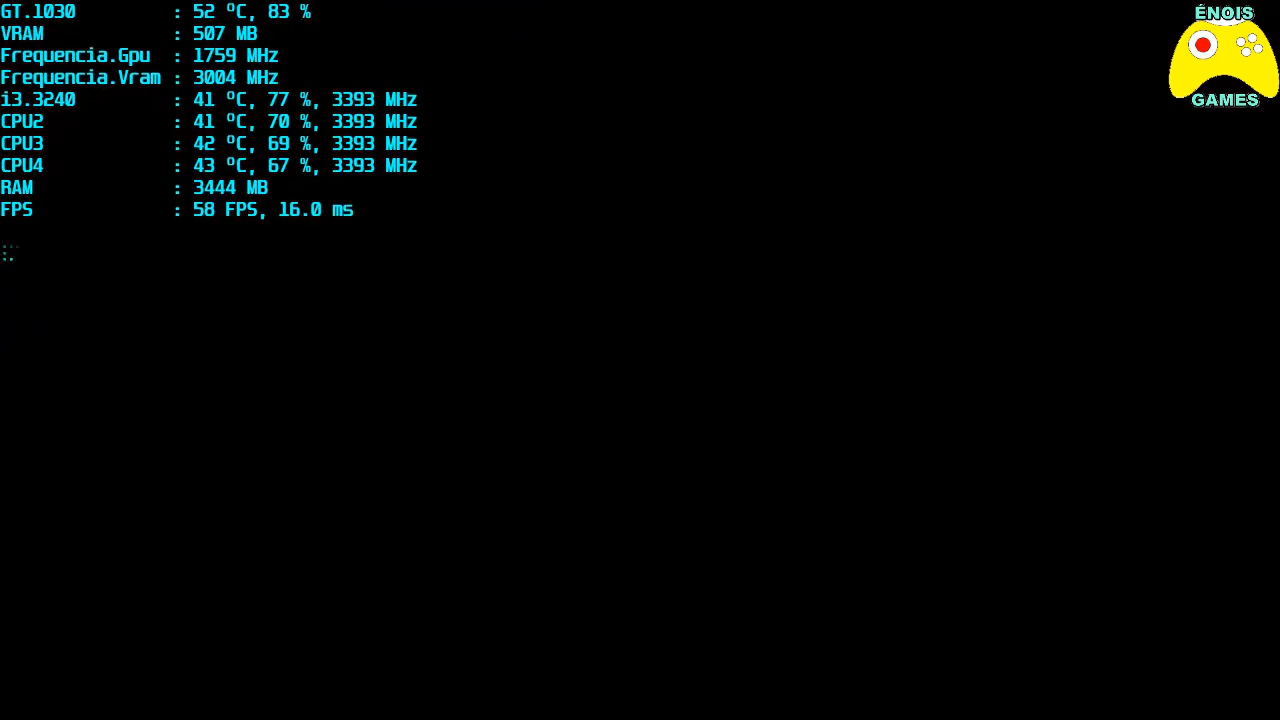 GT.1030 : 52 ºC, 83 %
VRAM : 507 MB
Frequencia.Gpu : 1759 MHz
Frequencia.Vram : 3004 MHz
i3.3240 : 41 ºC, 77 %, 3393 MHz
CPU2 : 41 ºC, 70 %, 3393 MHz
CPU3 : 42 ºC, 69 %, 3393 MHz
CPU4 : 43 ºC, 67 %, 3393 MHz
RAM : 3444 MB
FPS : 58 FPS, 16.0 ms
ÉNOIS
GAMES